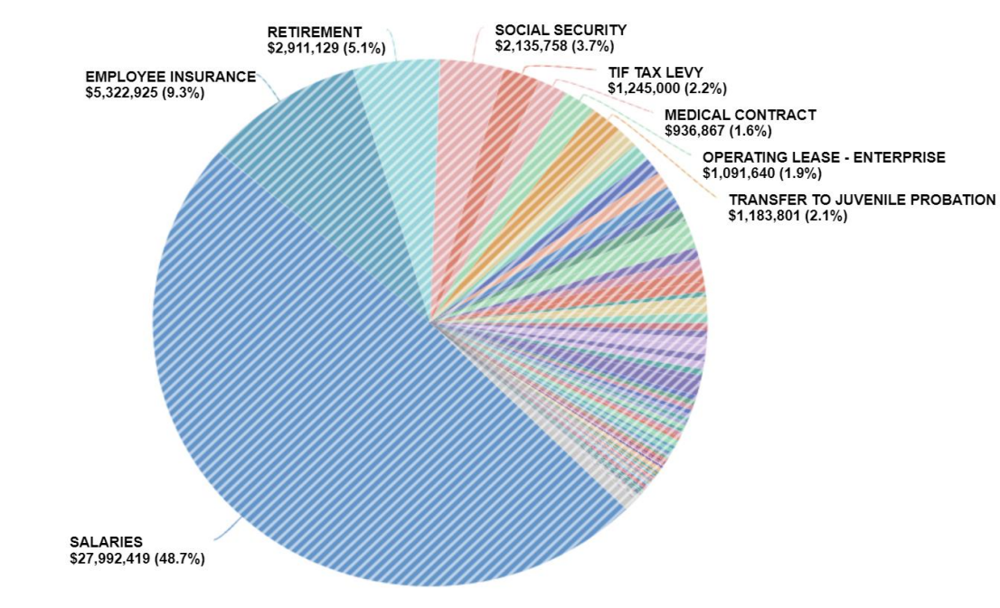 RETIREMENT
$2,911,129 (5.1%)
SOCIAL SECURITY
$2,135,758 (3.7%)
EMPLOYEE INSURANCE
$5,322,925 (9.3%)
TIF TAX LEVY
$1,245,000 (2.2%)
MEDICAL CONTRACT
$936,867 (1.6%)
OPERATING LEASE - ENTERPRISE
$1,091,640 (1.9%)
TRANSFER TO JUVENILE PROBATION
$1,183,801 (2.1%)
SALARIES
$27,992,419 (48.7%)